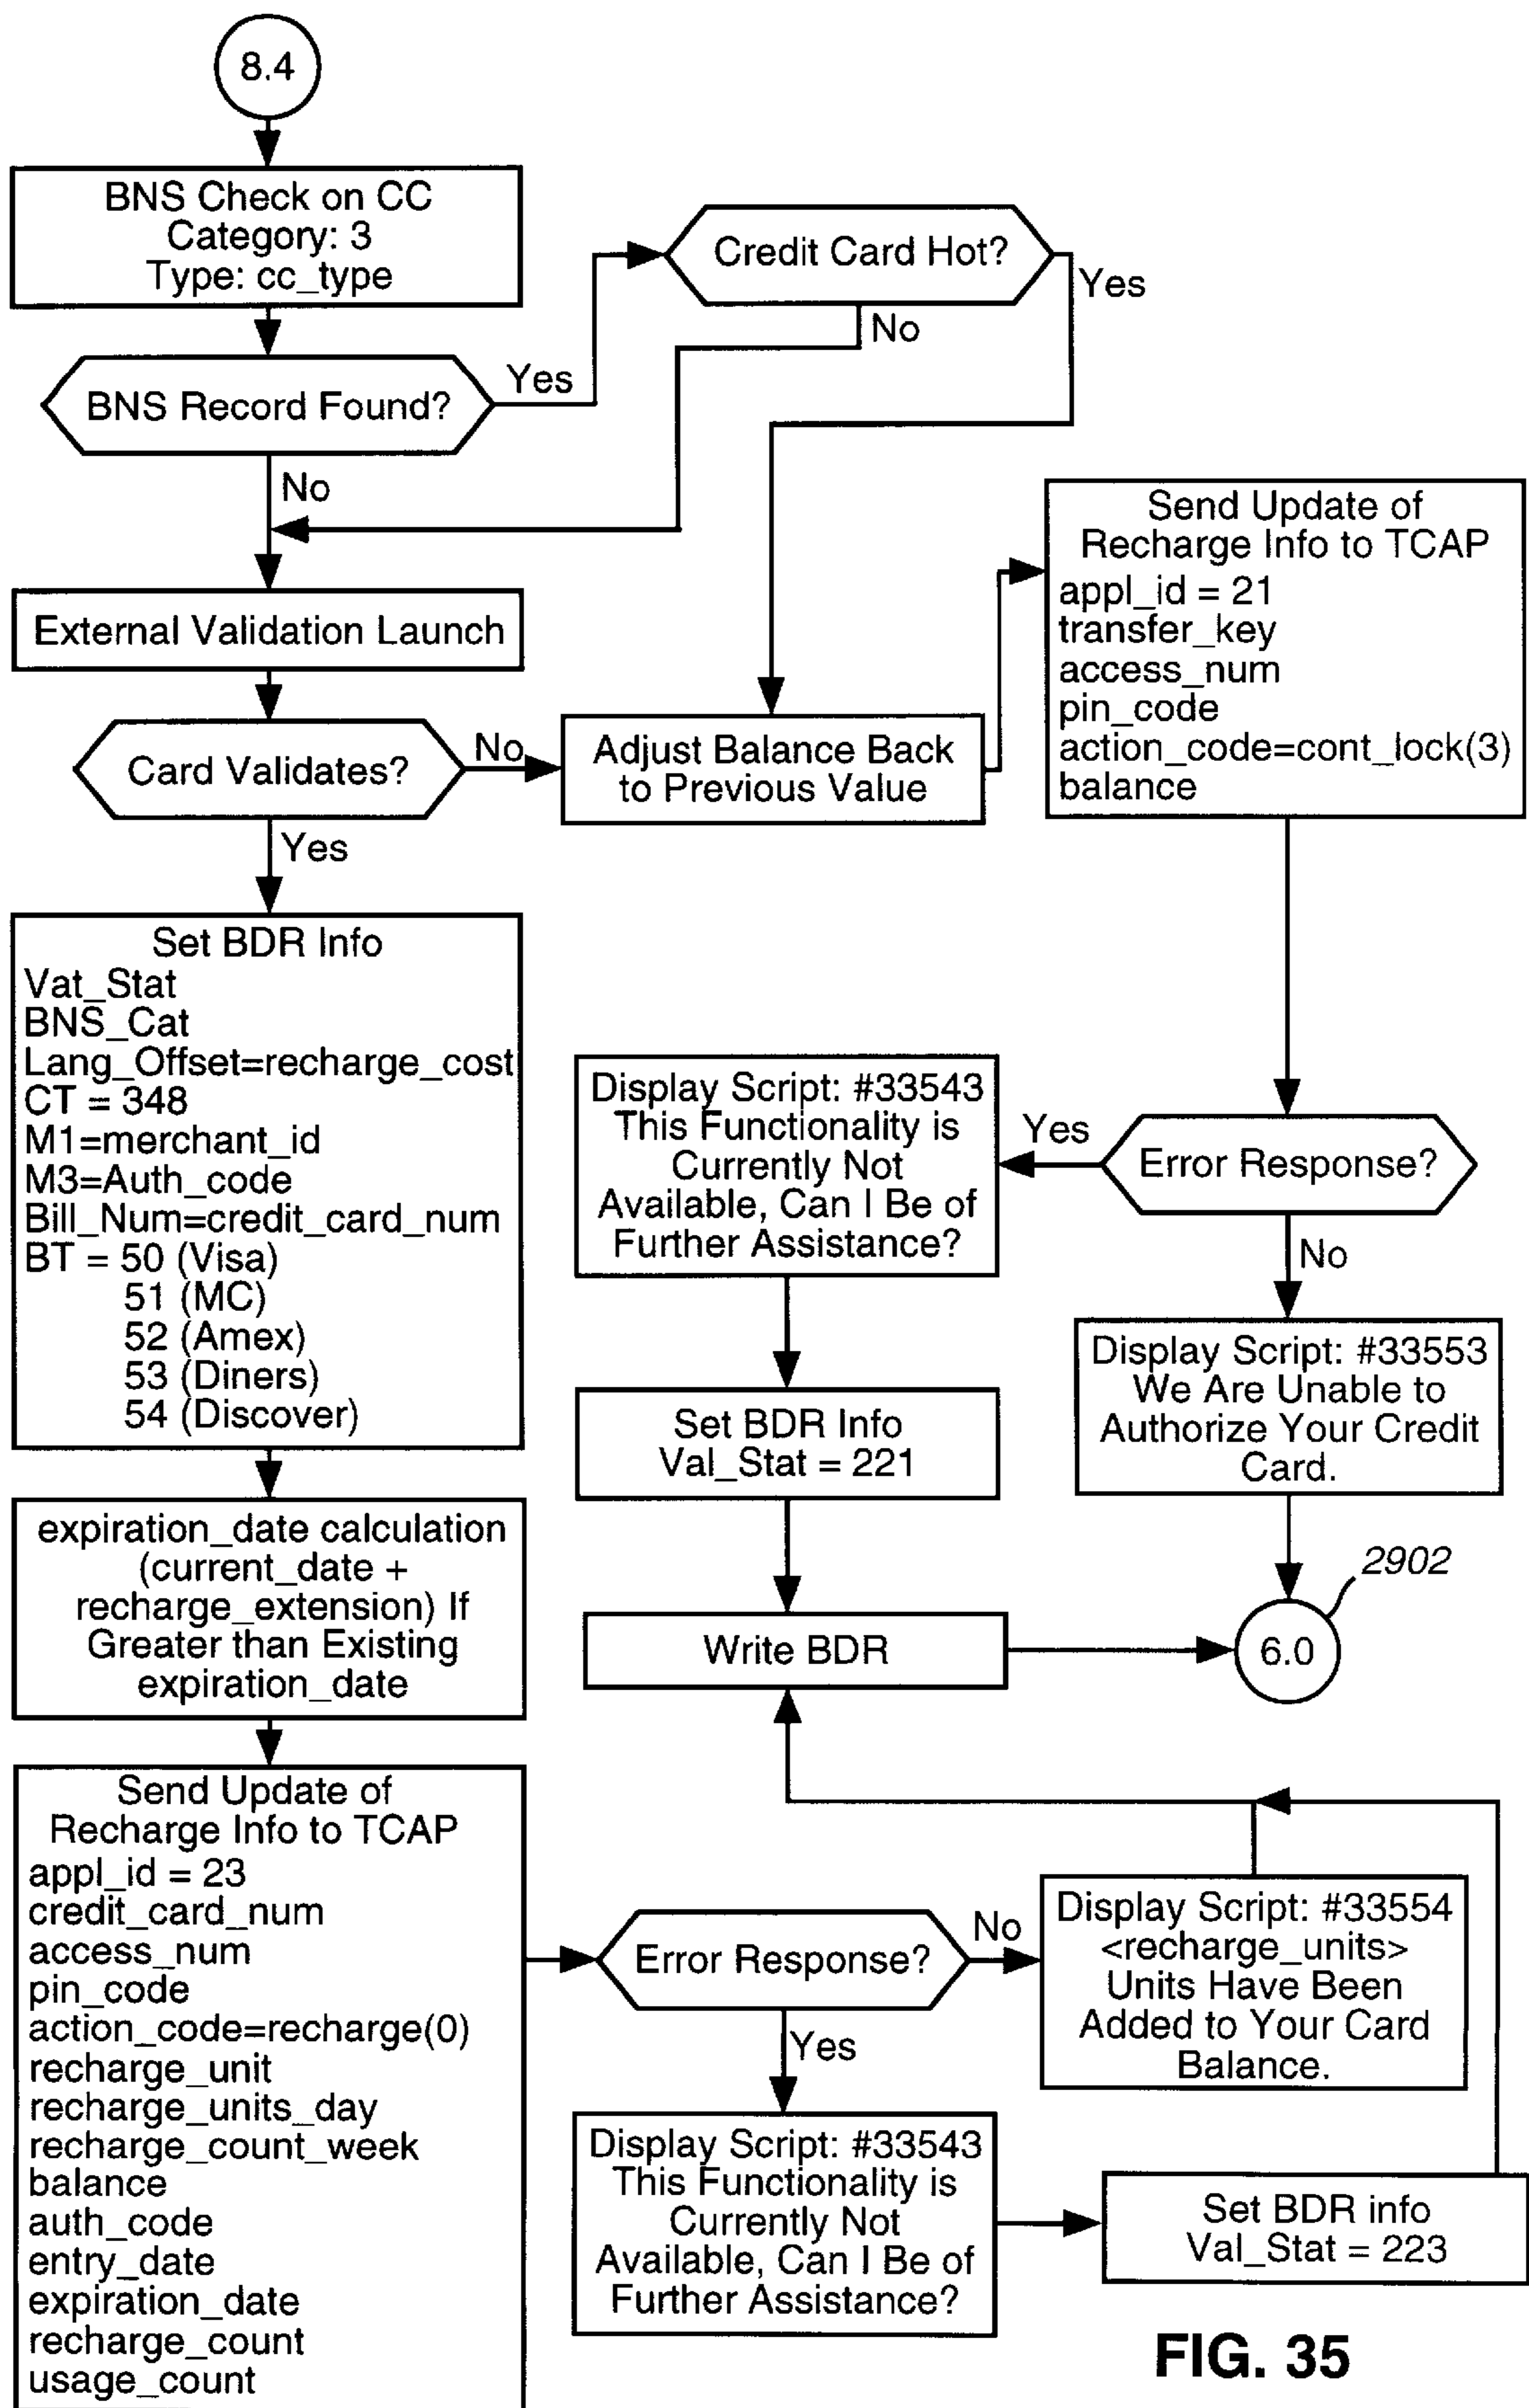 8.4
BNS Check on CC
Category: 3
Type: cc_type
Credit Card Hot?
Yes
No
BNS Record Found?
Yes
No
External Validation Launch
Card Validates?
No
Yes
Adjust Balance Back
to Previous Value
Send Update of
Recharge Info to TCAP
appl_id = 21
transfer_key
access_num
pin_code
action_code=cont_lock(3)
balance
Set BDR Info
Vat_Stat
BNS_Cat
Lang_Offset=recharge_cost
CT = 348
M1=merchant_id
M3=Auth_code
Bill_Num=credit_card_num
BT = 50 (Visa)
51 (MC)
52 (Amex)
53 (Diners)
54 (Discover)
Error Response?
Yes
No
Display Script: #33543
This Functionality is
Currently Not
Available, Can I Be of
Further Assistance?
Display Script: #33553
We Are Unable to
Authorize Your Credit
Card.
Set BDR Info
Val_Stat = 221
Write BDR
6.0
2902
expiration_date calculation
(current_date +
recharge_extension) If
Greater than Existing
expiration_date
Send Update of
Recharge Info to TCAP
appl_id = 23
credit_card_num
access_num
pin_code
action_code=recharge(0)
recharge_unit
recharge_units_day
recharge_count_week
balance
auth_code
entry_date
expiration_date
recharge_count
usage_count
Error Response?
No
Yes
Display Script: #33554
<recharge_units>
Units Have Been
Added to Your Card
Balance.
Display Script: #33543
This Functionality is
Currently Not
Available, Can I Be of
Further Assistance?
Set BDR info
Val_Stat = 223
FIG. 35